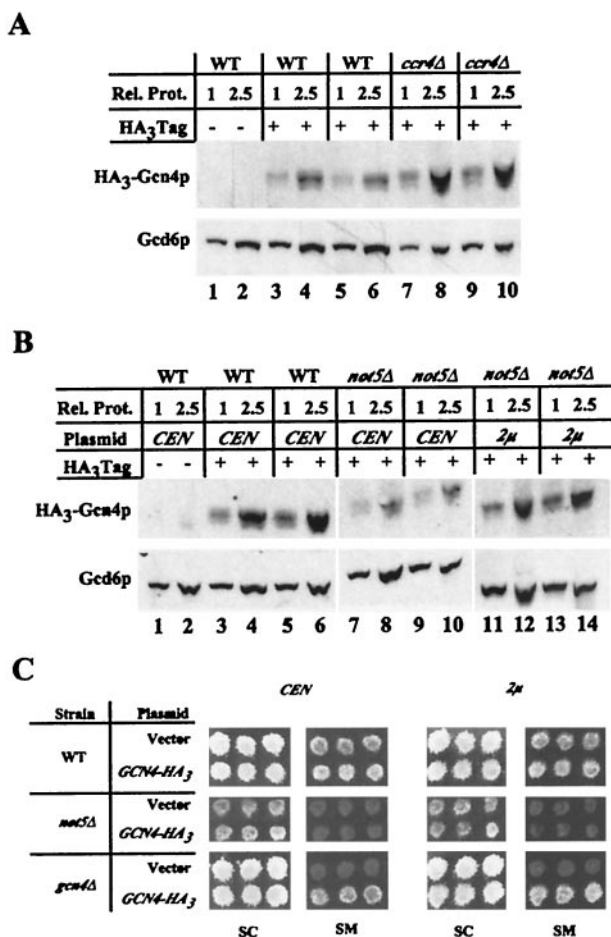 A
WT WT WT ccr4Δ ccr4Δ
Rel. Prot. 1 2.5 1 2.5 1 2.5 1 2.5 1 2.5
HA3Tag - - + + + + + + + +
HA3-Gcn4p
Gcd6p
1 2 3 4 5 6 7 8 9 10
B
WT WT WT not5Δ not5Δ not5Δ not5Δ
Rel. Prot. 1 2.5 1 2.5 1 2.5 1 2.5 1 2.5 1 2.5 1 2.5
Plasmid CEN CEN CEN CEN CEN 2μ 2μ
HA3Tag - - + + + + + + + + + + + +
HA3-Gcn4p
Gcd6p
1 2 3 4 5 6 7 8 9 10 11 12 13 14
C
CEN 2μ
Strain Plasmid
WT Vector
GCN4-HA3
not5Δ Vector
GCN4-HA3
gcn4Δ Vector
GCN4-HA3
SC SM SC SM